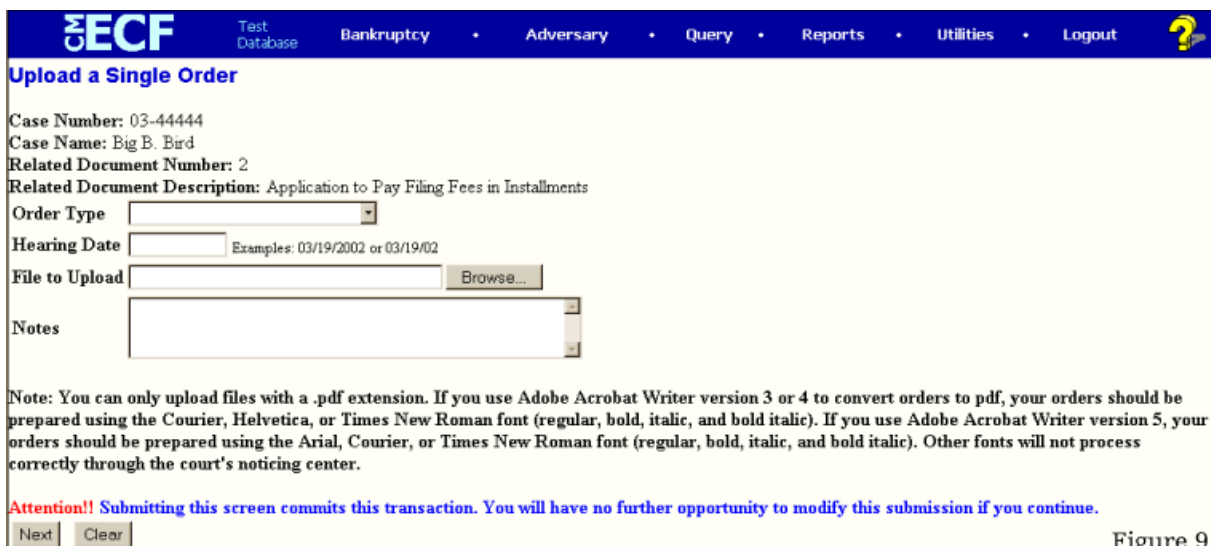 CM ECF Test Database Bankruptcy • Adversary • Query • Reports • Utilities • Logout ?
Upload a Single Order
Case Number: 03-44444
Case Name: Big B. Bird
Related Document Number: 2
Related Document Description: Application to Pay Filing Fees in Installments
Order Type
Hearing Date Examples: 03/19/2002 or 03/19/02
File to Upload Browse...
Notes
Note: You can only upload files with a .pdf extension. If you use Adobe Acrobat Writer version 3 or 4 to convert orders to pdf, your orders should be
prepared using the Courier, Helvetica, or Times New Roman font (regular, bold, italic, and bold italic). If you use Adobe Acrobat Writer version 5, your
orders should be prepared using the Arial, Courier, or Times New Roman font (regular, bold, italic, and bold italic). Other fonts will not process
correctly through the court's noticing center.
Attention!! Submitting this screen commits this transaction. You will have no further opportunity to modify this submission if you continue.
Next Clear Figure 9